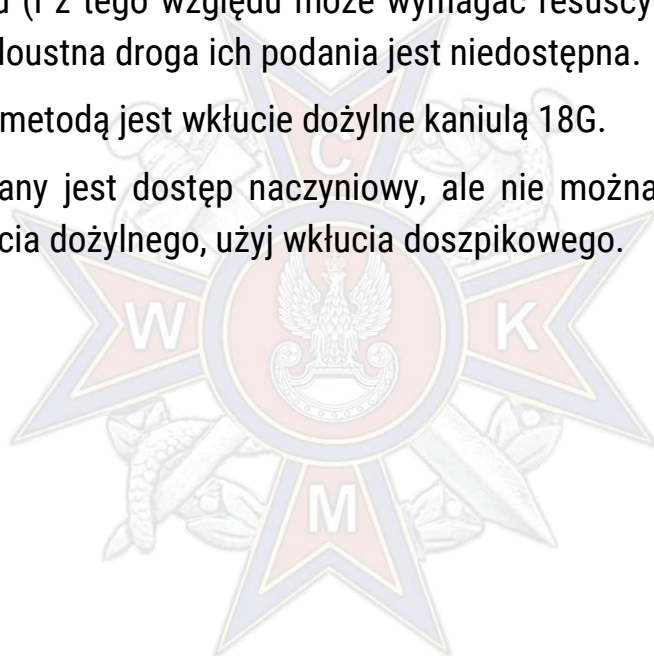 (i z tego względu może wymagać resuscy
doustna droga ich podania jest niedostępna.
metodą jest wkłucie dożylne kaniulą 18G.
any jest dostęp naczyniowy, ale nie można
cia dożylnego, użyj wkłucia doszpikowego.
C
W K
M